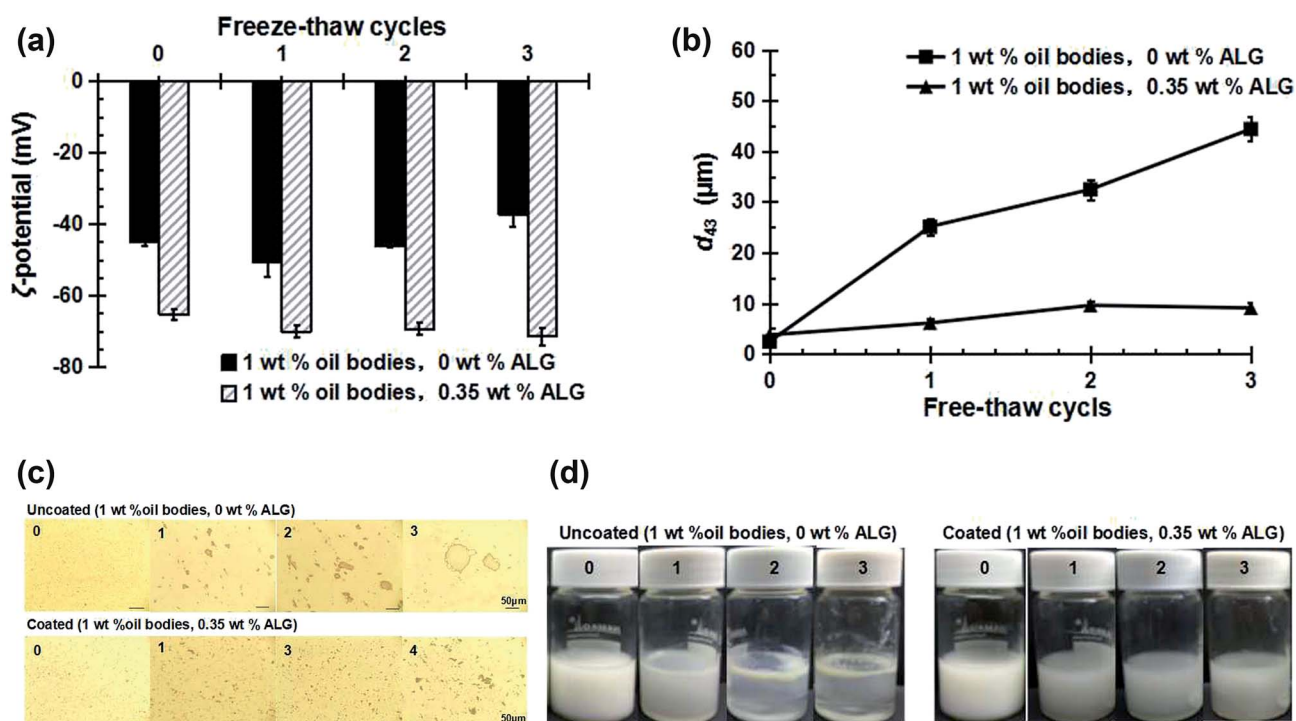 (a)
Freeze-thaw cycles
0 1 2 3
0
-20
-40
-60
-80
ζ-potential (mV)
1 wt % oil bodies, 0 wt % ALG
1 wt % oil bodies, 0.35 wt % ALG
(b)
60
50
40
30
20
10
0
d43 (μm)
1 wt % oil bodies, 0 wt % ALG
1 wt % oil bodies, 0.35 wt % ALG
0 1 2 3
Free-thaw cycls
(c)
Uncoated (1 wt %oil bodies, 0 wt % ALG)
0 1 2 3
50μm
Coated (1 wt %oil bodies, 0.35 wt % ALG)
0 1 3 4
50μm
(d)
Uncoated (1 wt %oil bodies, 0 wt % ALG)
0 1 2 3
Coated (1 wt %oil bodies, 0.35 wt % ALG)
0 1 2 3